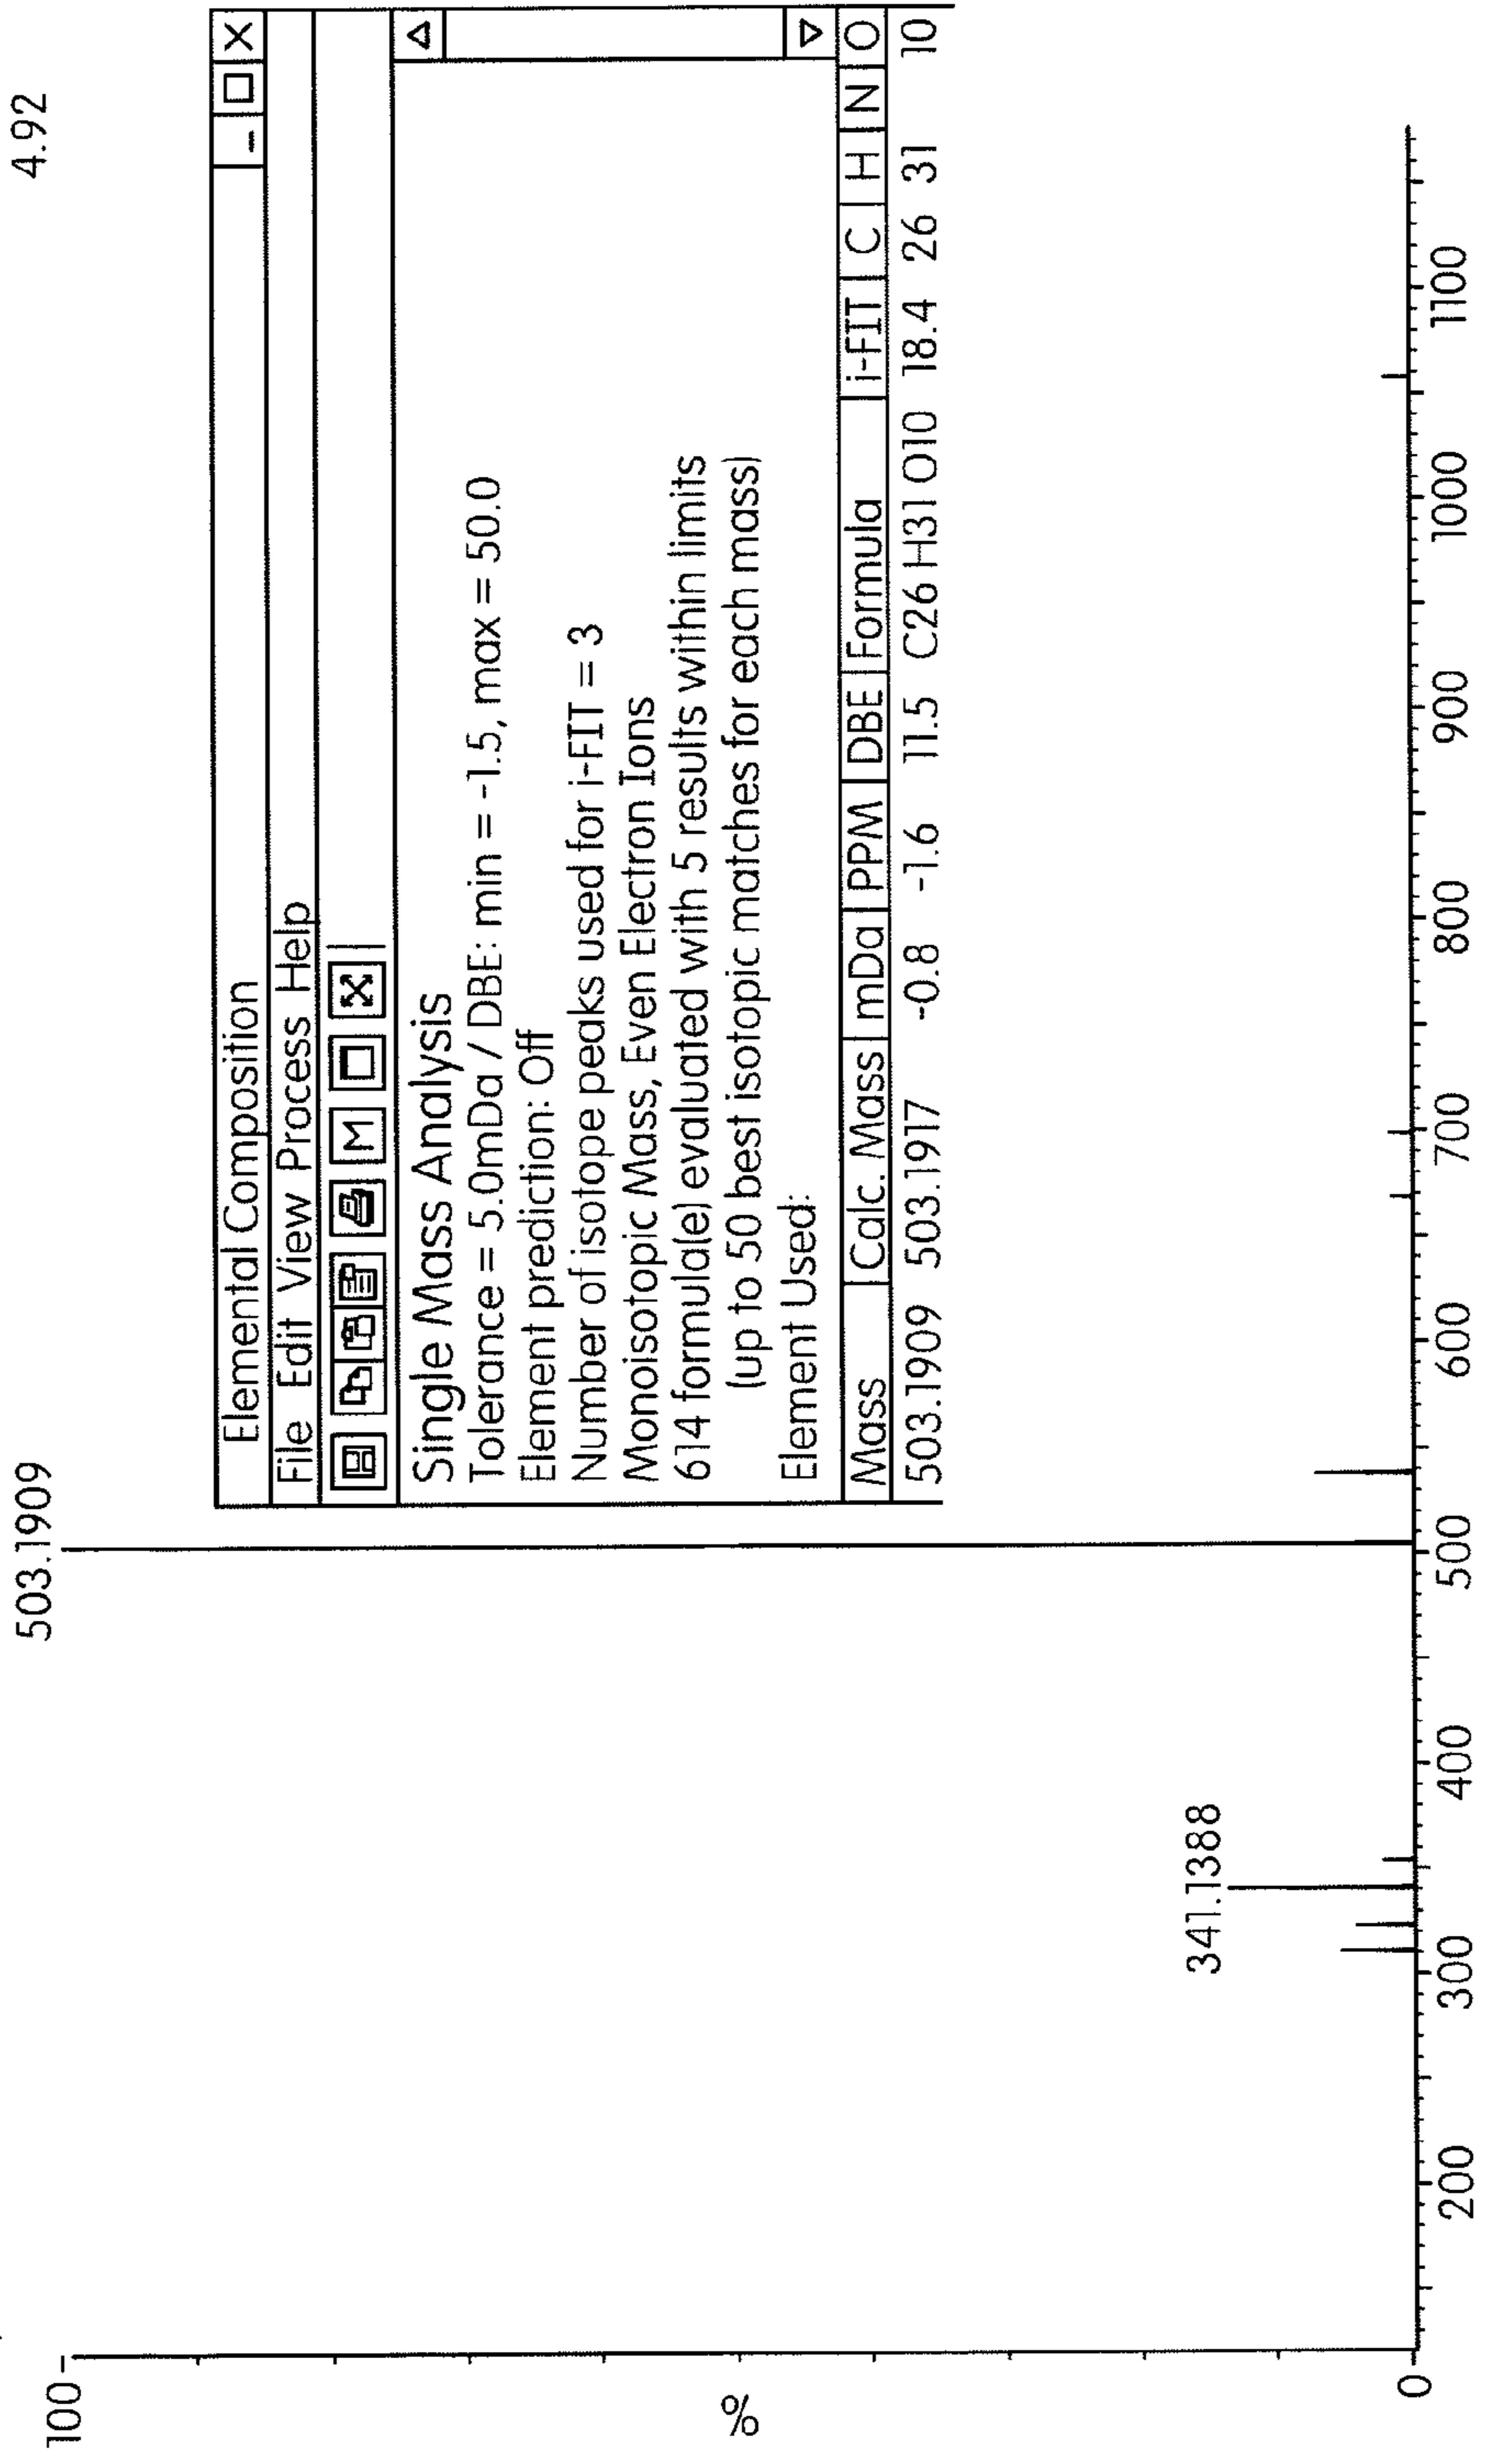 4.92
503.1909
Elemental Composition
File Edit View Process Help
M
Single Mass Analysis
Tolerance = 5.0mDa / DBE: min = -1.5, max = 50.0
Element prediction: Off
Number of isotope peaks used for i-FIT = 3
Monoisotopic Mass, Even Electron Ions
614 formula(e) evaluated with 5 results within limits
(up to 50 best isotopic matches for each mass)
Element Used:
Mass Calc. Mass mDa PPM DBE Formula i-FIT C H N O
503.1909 503.1917 -0.8 -1.6 11.5 C26 H31 O10 18.4 26 31 10
341.1388
100
%
0
200 300 400 500 600 700 800 900 1000 1100